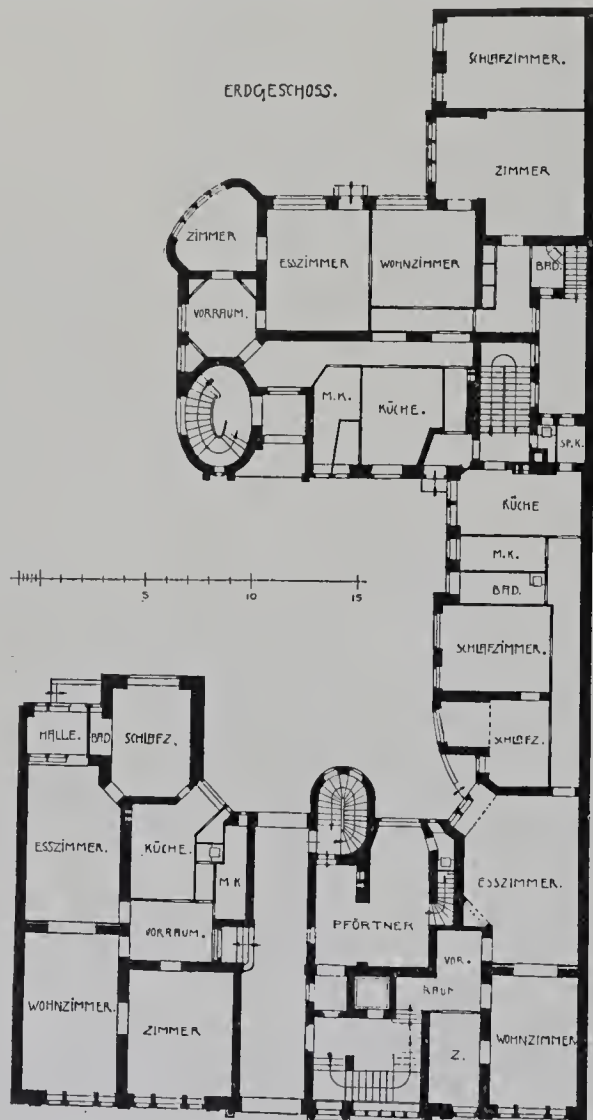 SCHLAFZIMMER.
ERDGESCHOSS.
ZIMMER
ZIMMER
ESSZIMMER
WOHNZIMMER
BAD.
VORRAUM.
M.K.
KÜCHE.
SP.K.
KÜCHE
M.K.
BAD.
5
10
15
SCHLAFZIMMER.
HALLE.
BAD
SCHLAFZ.
SCHLAFZ.
ESSZIMMER.
KÜCHE.
M.K
ESSZIMMER.
PFÖRTNER
VORRAUM.
VOR.
RAUM
WOHNZIMMER.
ZIMMER
Z.
WOHNZIMMER